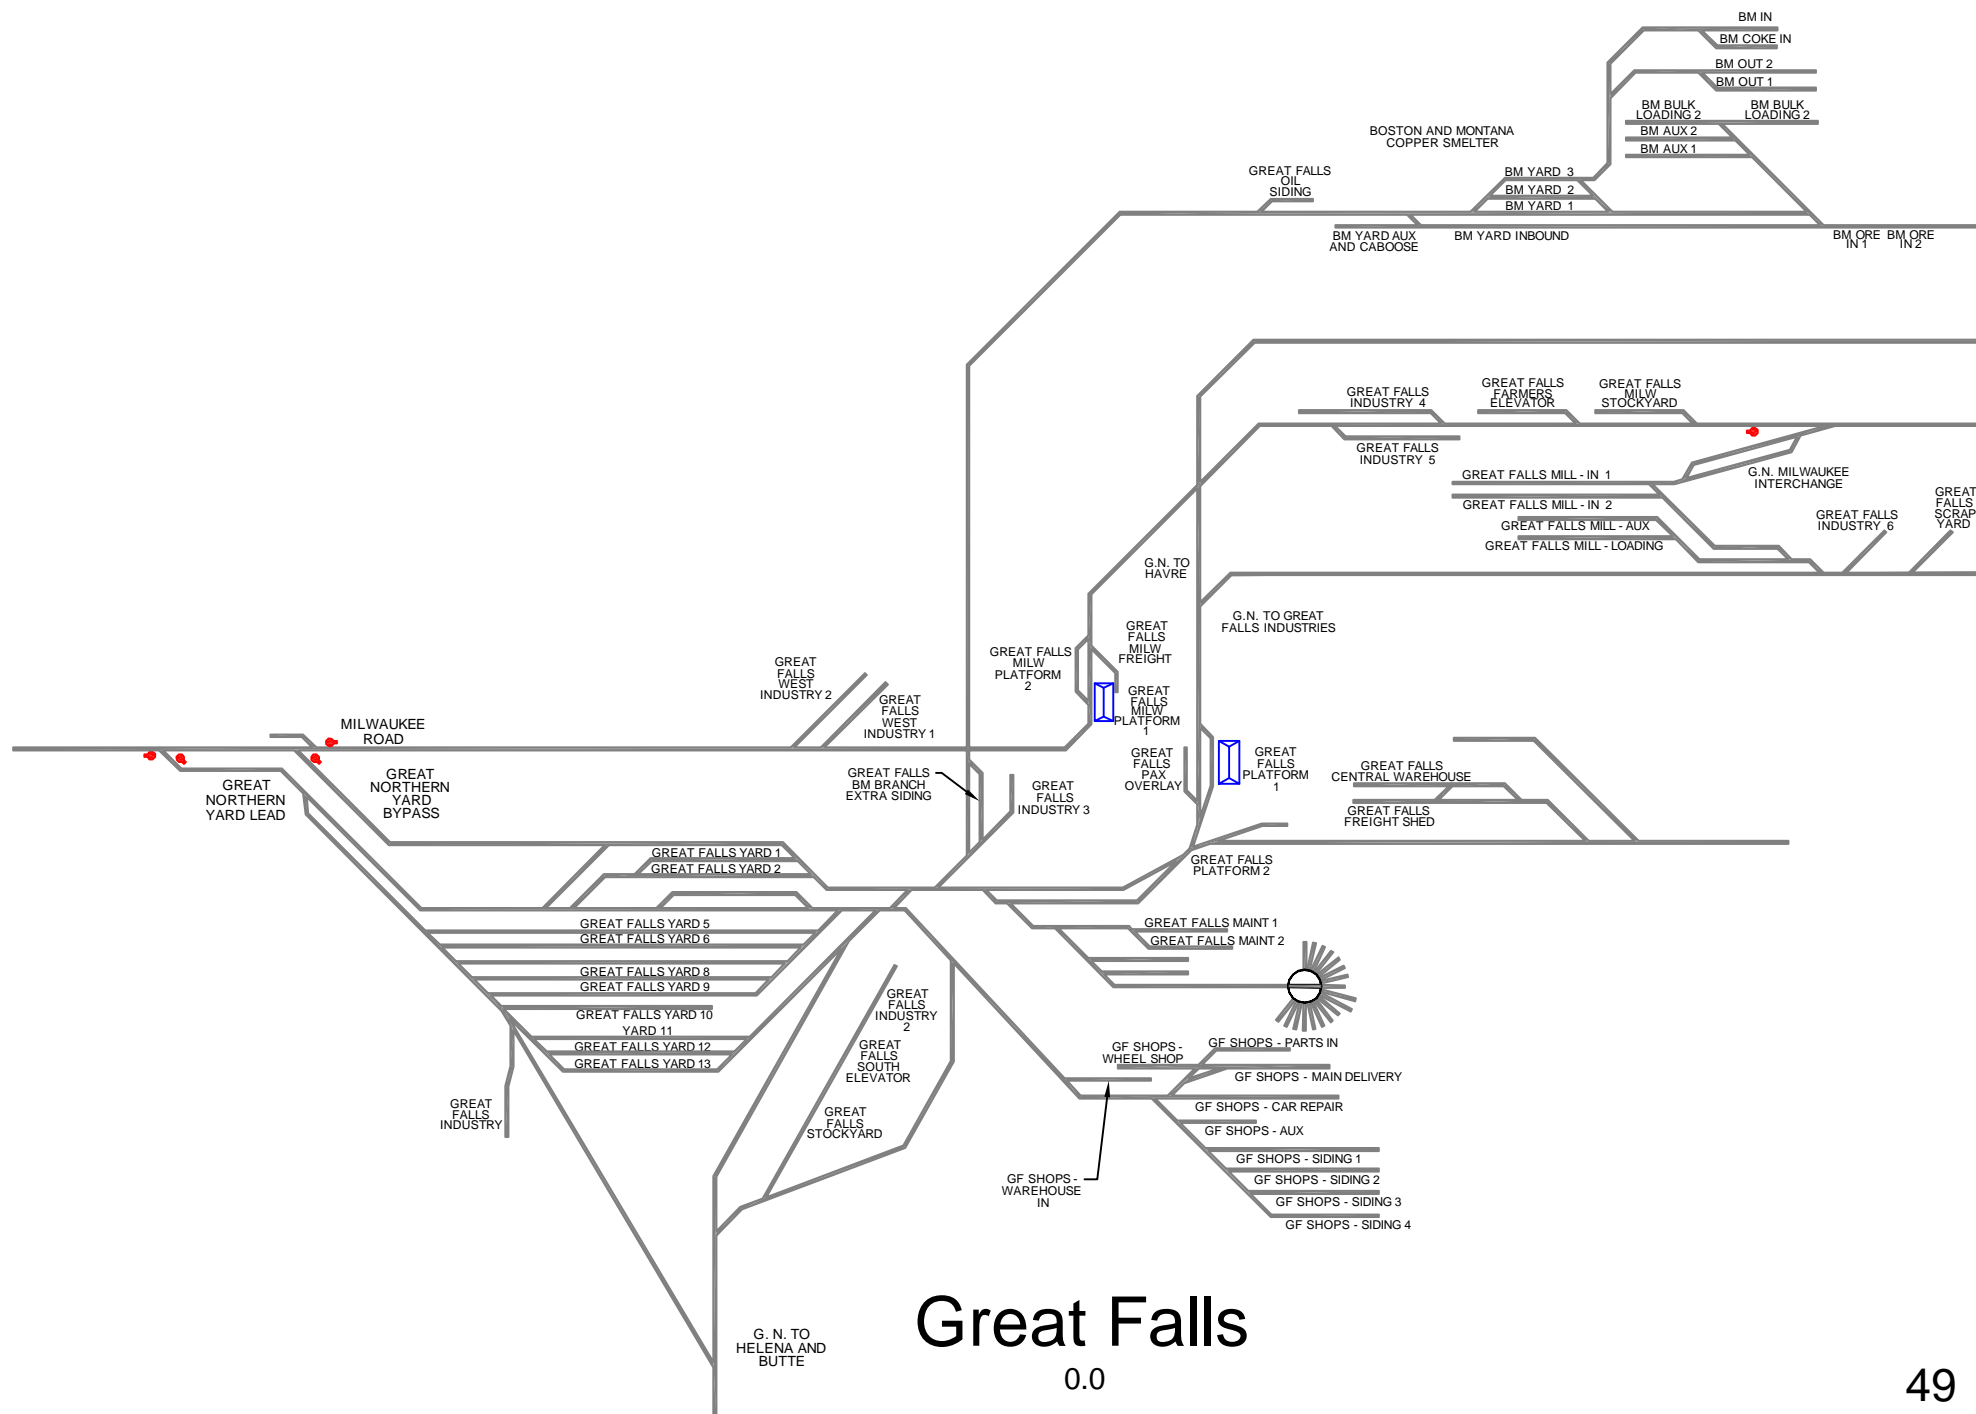 BM IN
BM COKE IN
BM OUT 2
BM OUT 1
BM BULK
LOADING 2
BM BULK
LOADING 2
BM AUX 2
BM AUX 1
BOSTON AND MONTANA
COPPER SMELTER
GREAT FALLS
OIL
SIDING
BM YARD 3
BM YARD 2
BM YARD 1
BM YARD AUX
AND CABOOSE
BM YARD INBOUND
BM ORE
IN 1
BM ORE
IN 2
GREAT FALLS
INDUSTRY 4
GREAT FALLS
FARMERS
ELEVATOR
GREAT FALLS
MILW
STOCKYARD
GREAT FALLS
INDUSTRY 5
GREAT FALLS MILL - IN 1
G.N. MILWAUKEE
INTERCHANGE
GREAT FALLS MILL - IN 2
GREAT FALLS MILL - AUX
GREAT FALLS MILL - LOADING
GREAT FALLS
INDUSTRY 6
GREAT
FALLS
SCRAP
YARD
G.N. TO
HAVRE
G.N. TO GREAT
FALLS INDUSTRIES
GREAT
FALLS
MILW
FREIGHT
GREAT FALLS
MILW
PLATFORM
2
GREAT
FALLS
MILW
PLATFORM
1
GREAT
FALLS
WEST
INDUSTRY 2
GREAT
FALLS
WEST
INDUSTRY 1
MILWAUKEE
ROAD
GREAT
NORTHERN
YARD LEAD
GREAT
NORTHERN
YARD
BYPASS
GREAT FALLS
BM BRANCH
EXTRA SIDING
GREAT
FALLS
INDUSTRY 3
GREAT
FALLS
PAX
OVERLAY
GREAT
FALLS
PLATFORM
1
GREAT FALLS
CENTRAL WAREHOUSE
GREAT FALLS
FREIGHT SHED
GREAT FALLS
PLATFORM 2
GREAT FALLS YARD 1
GREAT FALLS YARD 2
GREAT FALLS YARD 5
GREAT FALLS YARD 6
GREAT FALLS YARD 8
GREAT FALLS YARD 9
GREAT FALLS YARD 10
YARD 11
GREAT FALLS YARD 12
GREAT FALLS YARD 13
GREAT FALLS MAINT 1
GREAT FALLS MAINT 2
GREAT
FALLS
INDUSTRY
2
GREAT
FALLS
SOUTH
ELEVATOR
GREAT
FALLS
STOCKYARD
GREAT
FALLS
INDUSTRY
GF SHOPS -
WHEEL SHOP
GF SHOPS - PARTS IN
GF SHOPS - MAIN DELIVERY
GF SHOPS - CAR REPAIR
GF SHOPS - AUX
GF SHOPS - SIDING 1
GF SHOPS - SIDING 2
GF SHOPS - SIDING 3
GF SHOPS - SIDING 4
GF SHOPS -
WAREHOUSE
IN
G. N. TO
HELENA AND
BUTTE
Great Falls
0.0
49